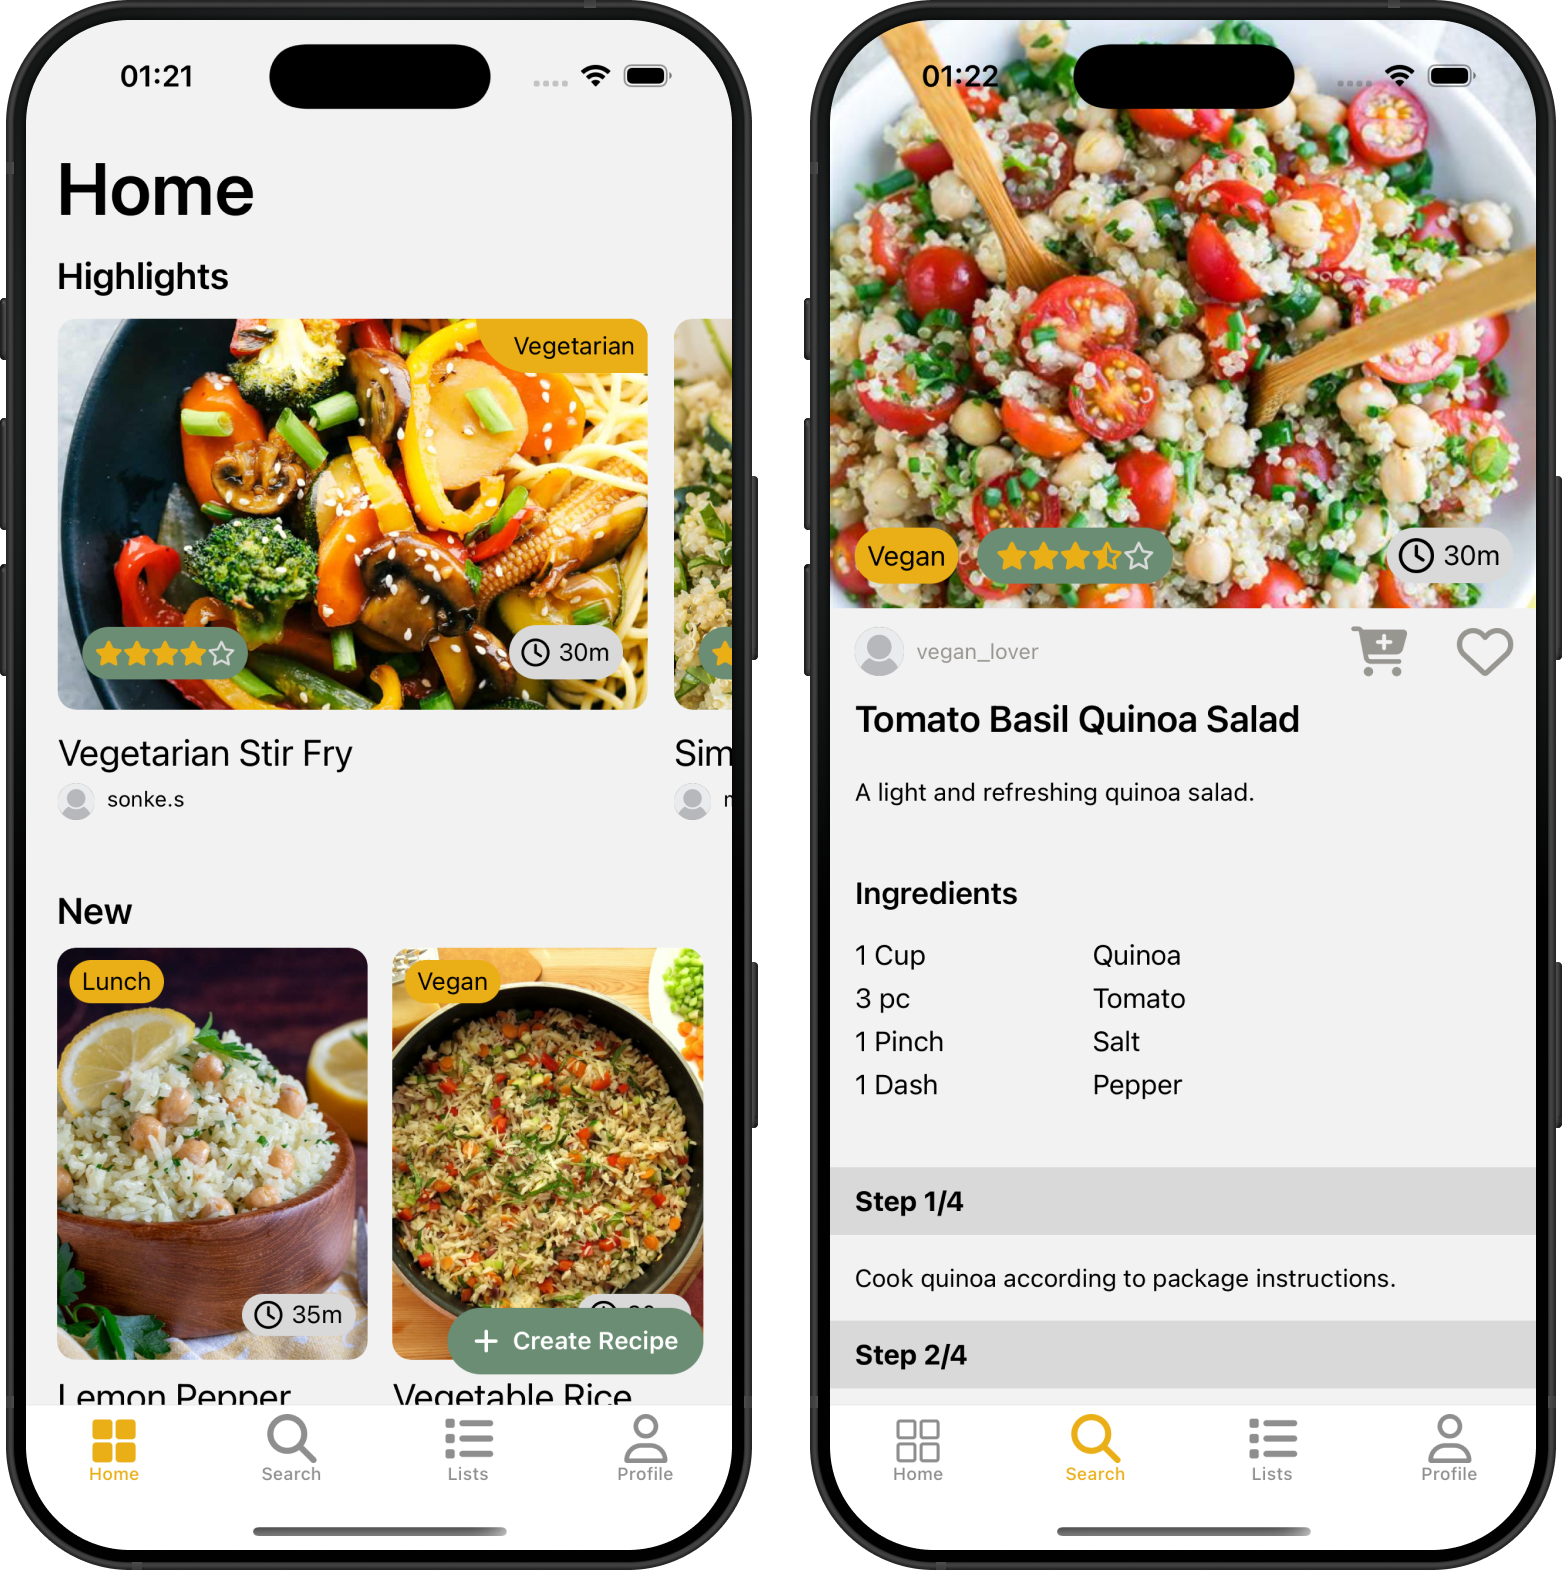 01:21
Home
Highlights
Vegetarian
30m
Vegetarian Stir Fry
Sim
sonke.s
New
Lunch
Vegan
35m
Create Recipe
Lemon Pepper
Vegetable Rice
Home
Search
Lists
Profile
01:22
Vegan
30m
vegan_lover
Tomato Basil Quinoa Salad
A light and refreshing quinoa salad.
Ingredients
1 Cup Quinoa
3 pc Tomato
1 Pinch Salt
1 Dash Pepper
Step 1/4
Cook quinoa according to package instructions.
Step 2/4
Home
Search
Lists
Profile